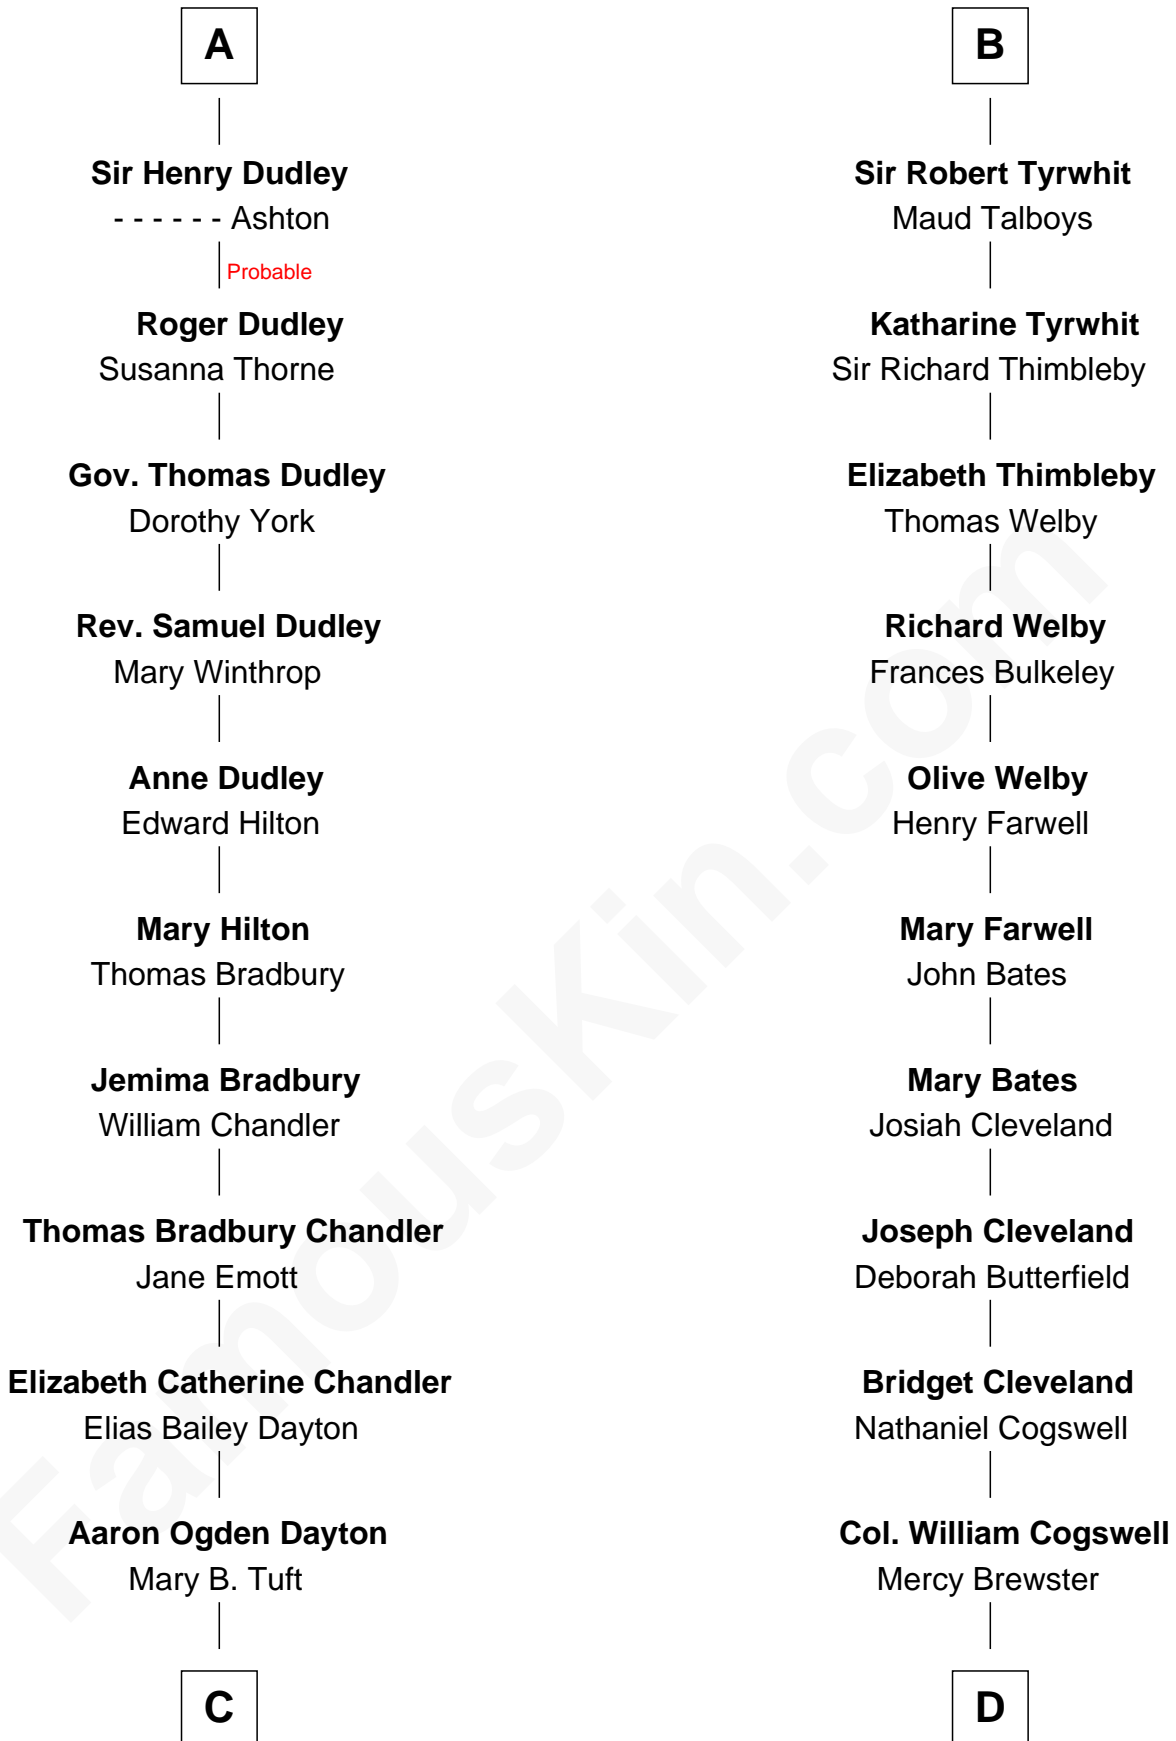 A
Sir Henry Dudley
- - - - - - Ashton
Probable
Roger Dudley
Susanna Thorne
Gov. Thomas Dudley
Dorothy York
Rev. Samuel Dudley
Mary Winthrop
Anne Dudley
Edward Hilton
Mary Hilton
Thomas Bradbury
Jemima Bradbury
William Chandler
Thomas Bradbury Chandler
Jane Emott
Elizabeth Catherine Chandler
Elias Bailey Dayton
Aaron Ogden Dayton
Mary B. Tuft
C
B
Sir Robert Tyrwhit
Maud Talboys
Katharine Tyrwhit
Sir Richard Thimbleby
Elizabeth Thimbleby
Thomas Welby
Richard Welby
Frances Bulkeley
Olive Welby
Henry Farwell
Mary Farwell
John Bates
Mary Bates
Josiah Cleveland
Joseph Cleveland
Deborah Butterfield
Bridget Cleveland
Nathaniel Cogswell
Col. William Cogswell
Mercy Brewster
D
FamousKin.com